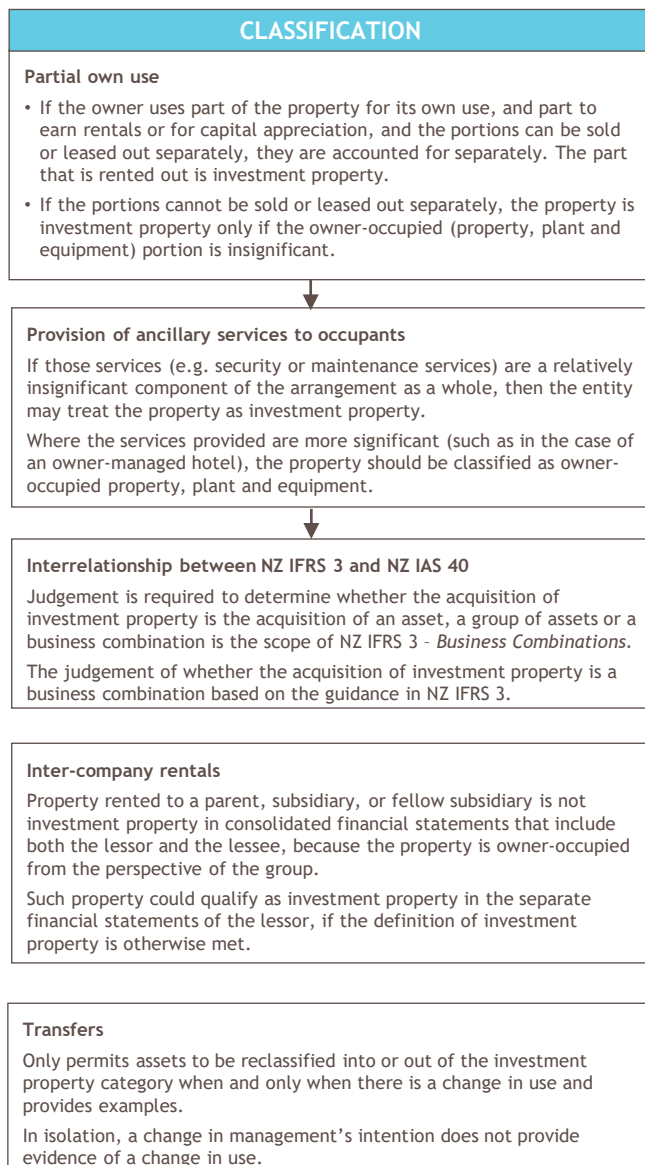 CLASSIFICATION
Partial own use
• If the owner uses part of the property for its own use, and part to
earn rentals or for capital appreciation, and the portions can be sold
or leased out separately, they are accounted for separately. The part
that is rented out is investment property.
• If the portions cannot be sold or leased out separately, the property is
investment property only if the owner-occupied (property, plant and
equipment) portion is insignificant.
Provision of ancillary services to occupants
If those services (e.g. security or maintenance services) are a relatively
insignificant component of the arrangement as a whole, then the entity
may treat the property as investment property.
Where the services provided are more significant (such as in the case of
an owner-managed hotel), the property should be classified as owner-
occupied property, plant and equipment.
Interrelationship between NZ IFRS 3 and NZ IAS 40
Judgement is required to determine whether the acquisition of
investment property is the acquisition of an asset, a group of assets or a
business combination is the scope of NZ IFRS 3 – Business Combinations.
The judgement of whether the acquisition of investment property is a
business combination based on the guidance in NZ IFRS 3.
Inter-company rentals
Property rented to a parent, subsidiary, or fellow subsidiary is not
investment property in consolidated financial statements that include
both the lessor and the lessee, because the property is owner-occupied
from the perspective of the group.
Such property could qualify as investment property in the separate
financial statements of the lessor, if the definition of investment
property is otherwise met.
Transfers
Only permits assets to be reclassified into or out of the investment
property category when and only when there is a change in use and
provides examples.
In isolation, a change in management’s intention does not provide
evidence of a change in use.